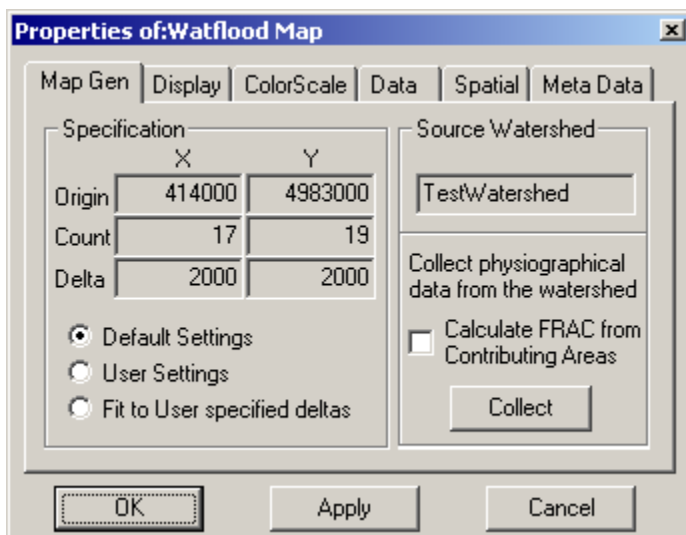 Properties of:Watflood Map
Map Gen Display ColorScale Data Spatial Meta Data
Specification
X Y
Origin 414000 4983000
Count 17 19
Delta 2000 2000
Default Settings
User Settings
Fit to User specified deltas
Source Watershed
TestWatershed
Collect physiographical
data from the watershed
Calculate FRAC from
Contributing Areas
Collect
OK Apply Cancel